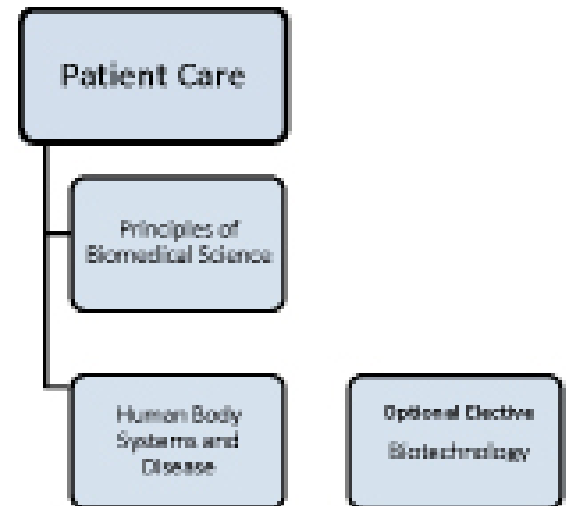 Patient Care
Principles of
Biomedical Science
Human Body
Systems and
Disease
Optional Elective
Biotechnology